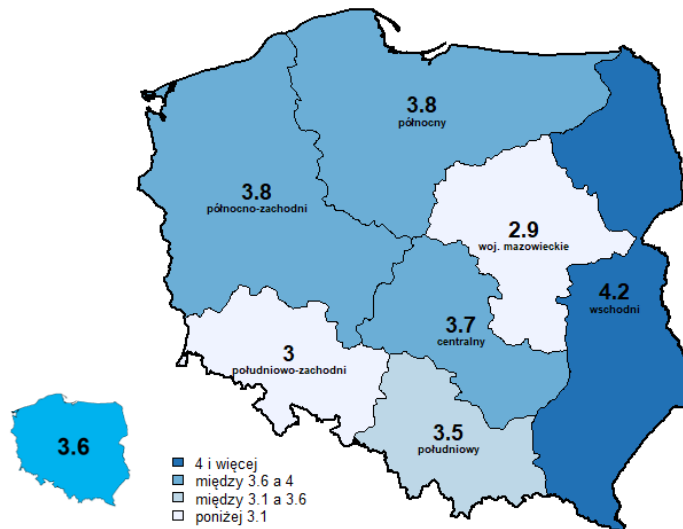 3.8
północny
3.8
północno-zachodni
2.9
woj. mazowieckie
4.2
wschodni
3.7
centralny
3
południowo-zachodni
3.5
południowy
3.6
4 i więcej
między 3.6 a 4
między 3.1 a 3.6
poniżej 3.1